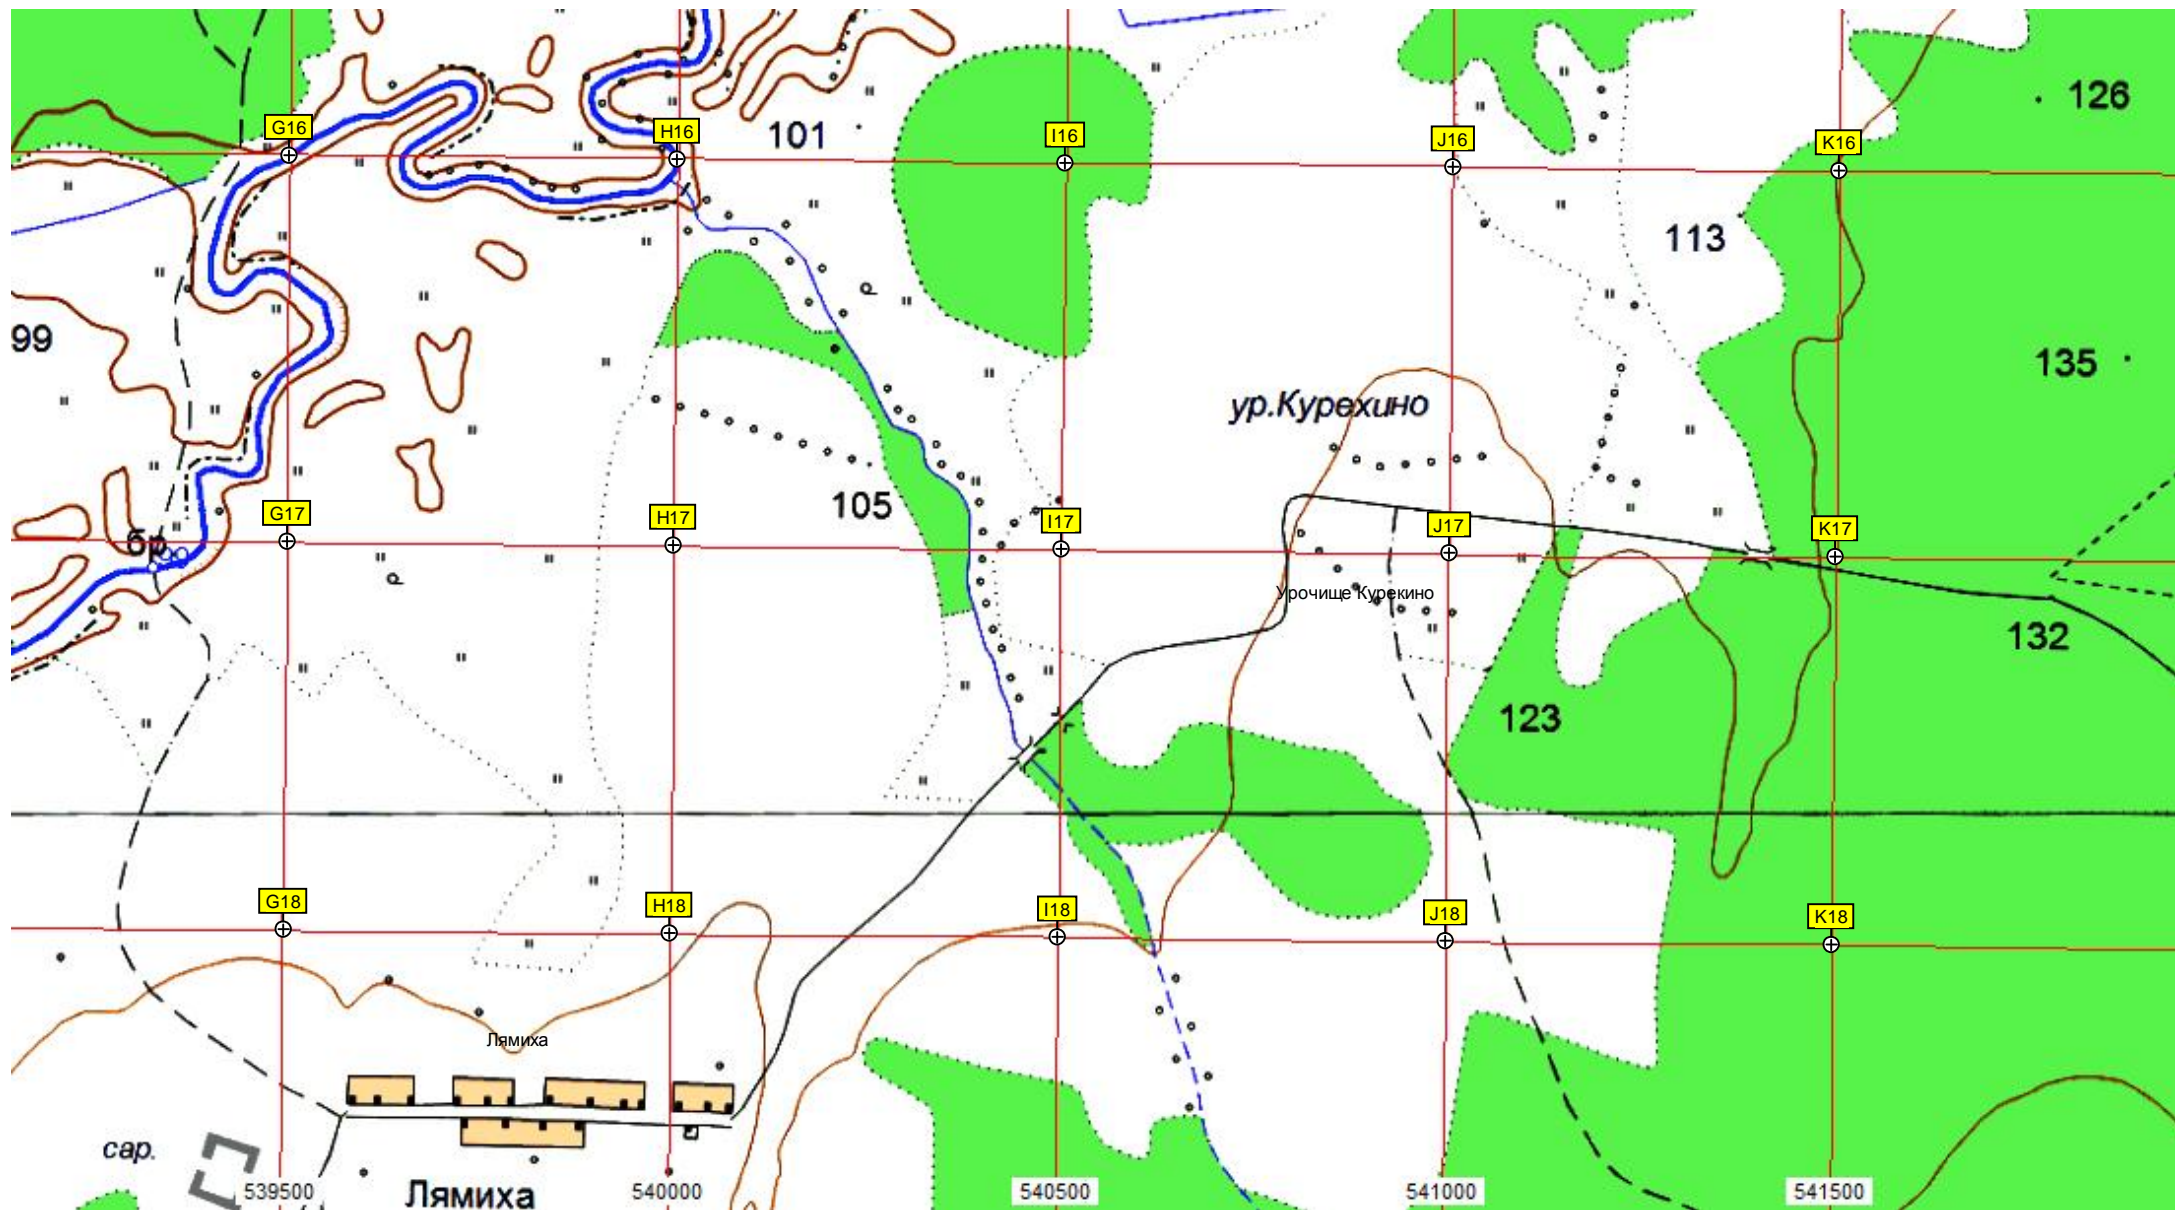 126
G16
H16
101
I16
J16
K16
113
99
135
ур.Курехино
105
G17
H17
I17
J17
K17
бр
Урочище Курекино
132
123
G18
H18
I18
J18
K18
Лямиха
сар.
Лямиха
539500
540000
540500
541000
541500